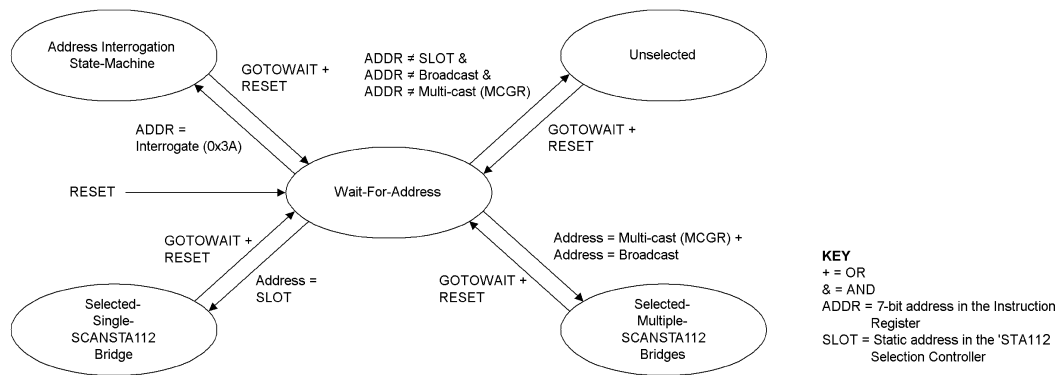 Address Interrogation
State-Machine
GOTOWAIT +
RESET
ADDR ≠ SLOT &
ADDR ≠ Broadcast &
ADDR ≠ Multi-cast (MCGR)
Unselected
ADDR =
Interrogate (0x3A)
GOTOWAIT +
RESET
RESET
Wait-For-Address
GOTOWAIT +
RESET
Address =
SLOT
GOTOWAIT +
RESET
Address = Multi-cast (MCGR) +
Address = Broadcast
Selected-
Single-
SCANSTA112
Bridge
Selected-
Multiple-
SCANSTA112
Bridges
KEY
+ = OR
& = AND
ADDR = 7-bit address in the Instruction
Register
SLOT = Static address in the 'STA112
Selection Controller